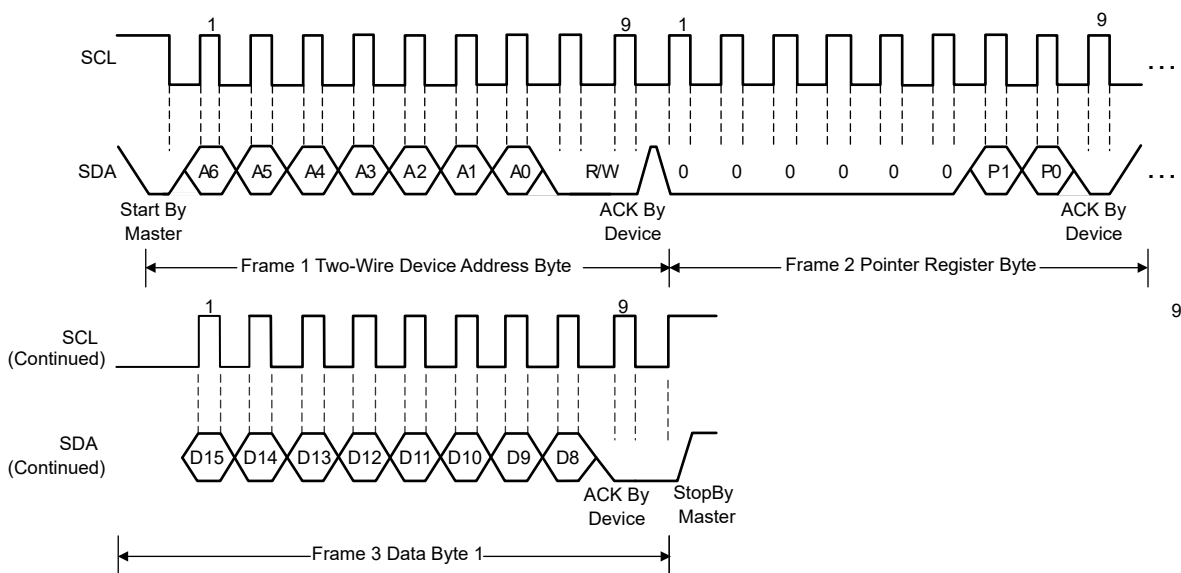 1 9 1 9
SCL ...
SDA A6 A5 A4 A3 A2 A1 A0 R/W 0 0 0 0 0 0 P1 P0 ...
Start By ACK By ACK By
Master Device Device
Frame 1 Two-Wire Device Address Byte Frame 2 Pointer Register Byte
1 9 9
SCL
(Continued)
SDA
(Continued)
D15 D14 D13 D12 D11 D10 D9 D8
ACK By StopBy
Device Master
Frame 3 Data Byte 1